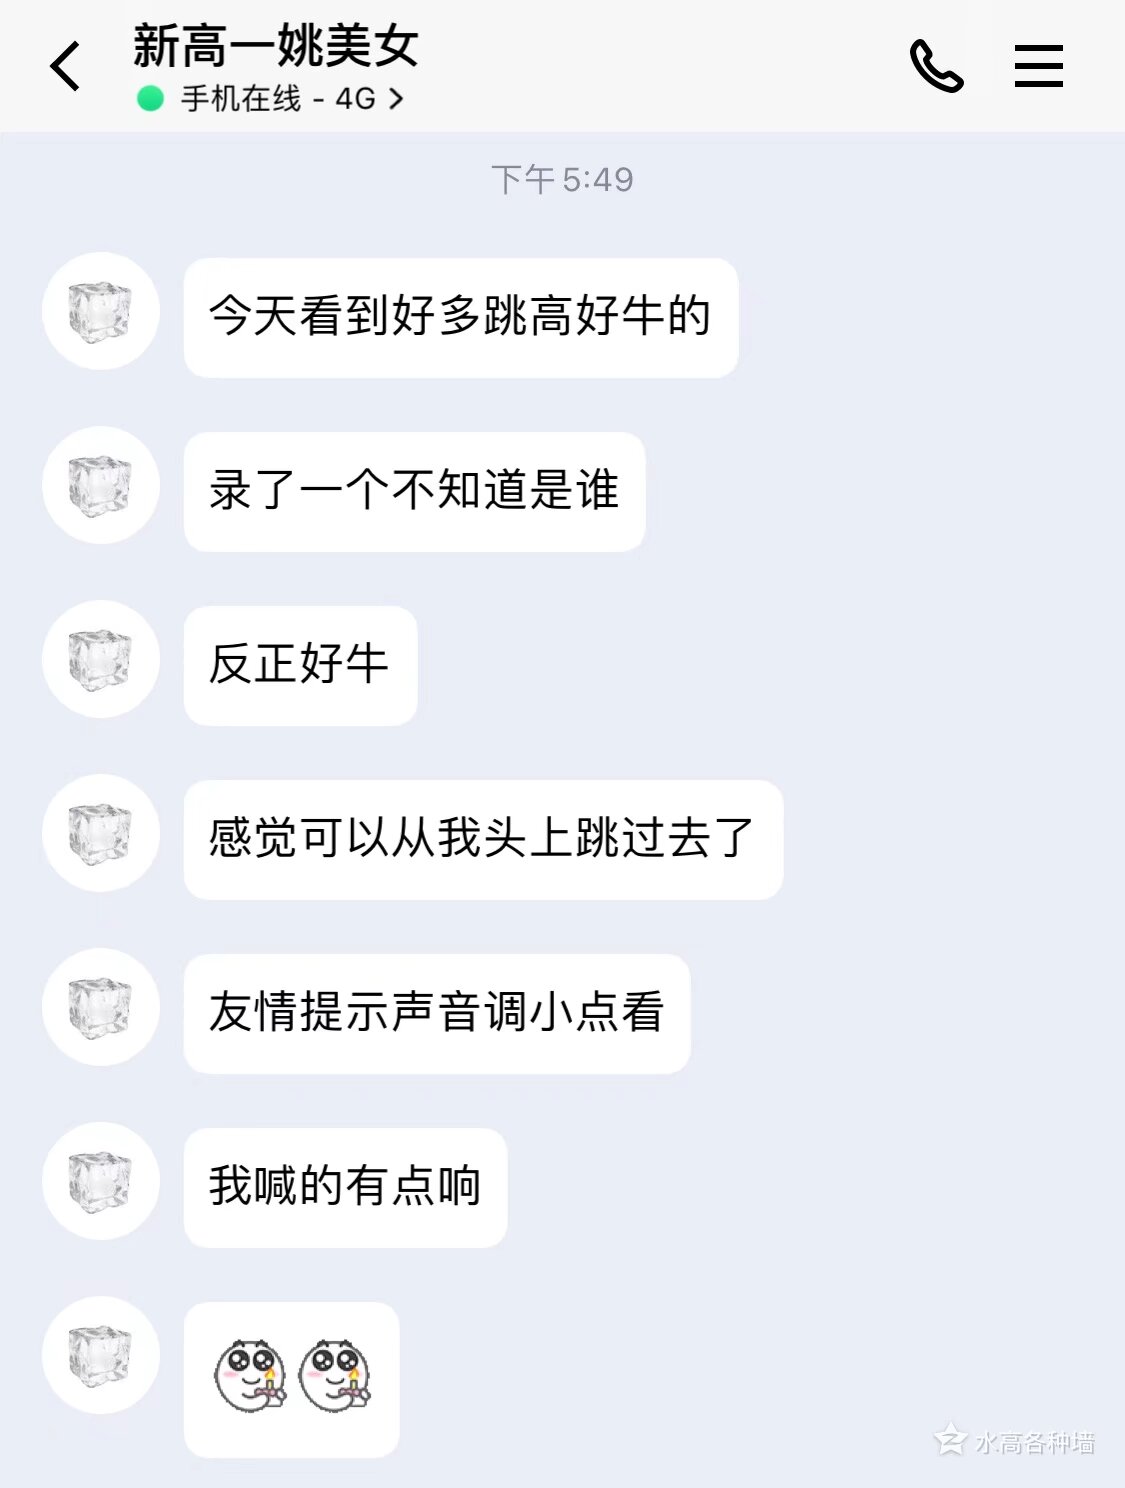 新高一姚美女
手机在线 - 4G
下午 5:49
今天看到好多跳高好牛的
录了一个不知道是谁
反正好牛
感觉可以从我头上跳过去了
友情提示声音调小点看
我喊的有点响
水高各种墙